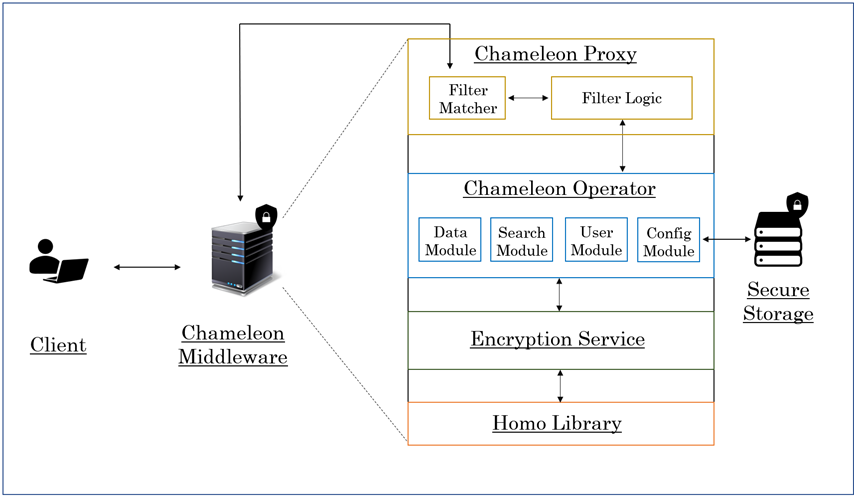 Chameleon Proxy
Filter
Matcher
Filter Logic
Chameleon Operator
Data
Module
Search
Module
User
Module
Config
Module
Secure
Storage
Client
Chameleon
Middleware
Encryption Service
Homo Library